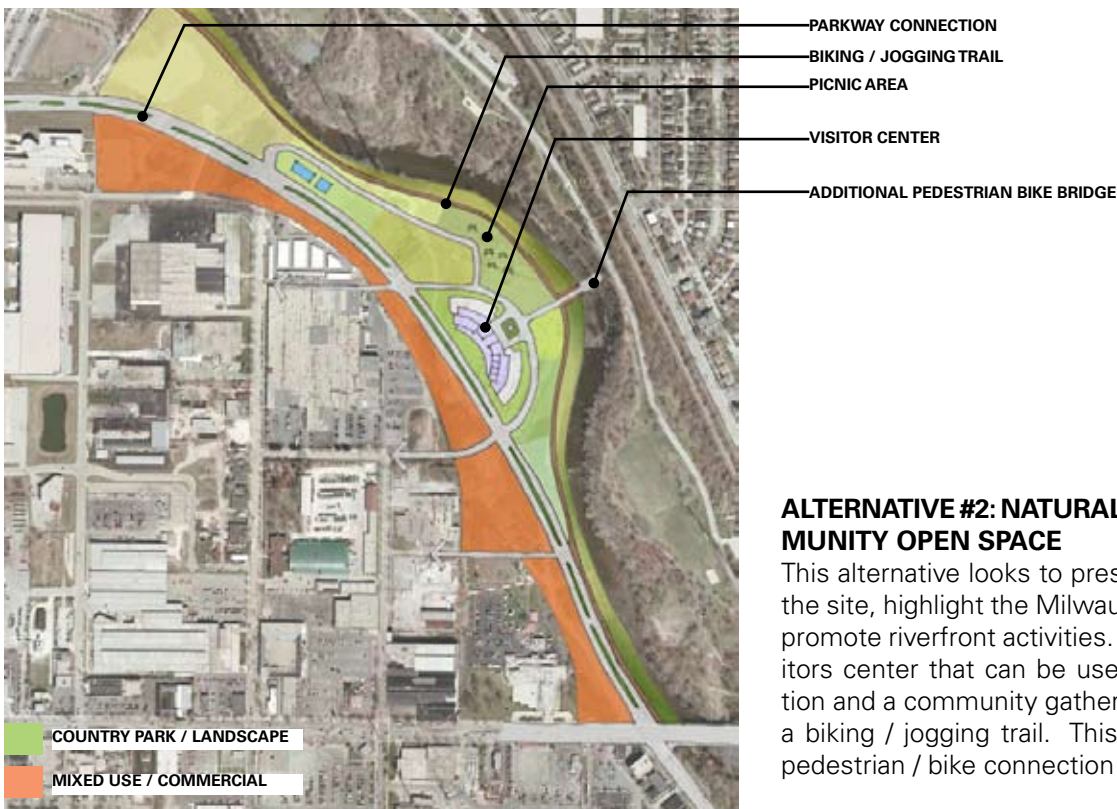 PARKWAY CONNECTION
BIKING / JOGGING TRAIL
PICNIC AREA
VISITOR CENTER
ADDITIONAL PEDESTRIAN BIKE BRIDGE
ALTERNATIVE #2: NATURAL
MUNITY OPEN SPACE
This alternative looks to pres
the site, highlight the Milwau
promote riverfront activities.
itors center that can be use
tion and a community gather
a biking / jogging trail. This
pedestrian / bike connection
COUNTRY PARK / LANDSCAPE
MIXED USE / COMMERCIAL